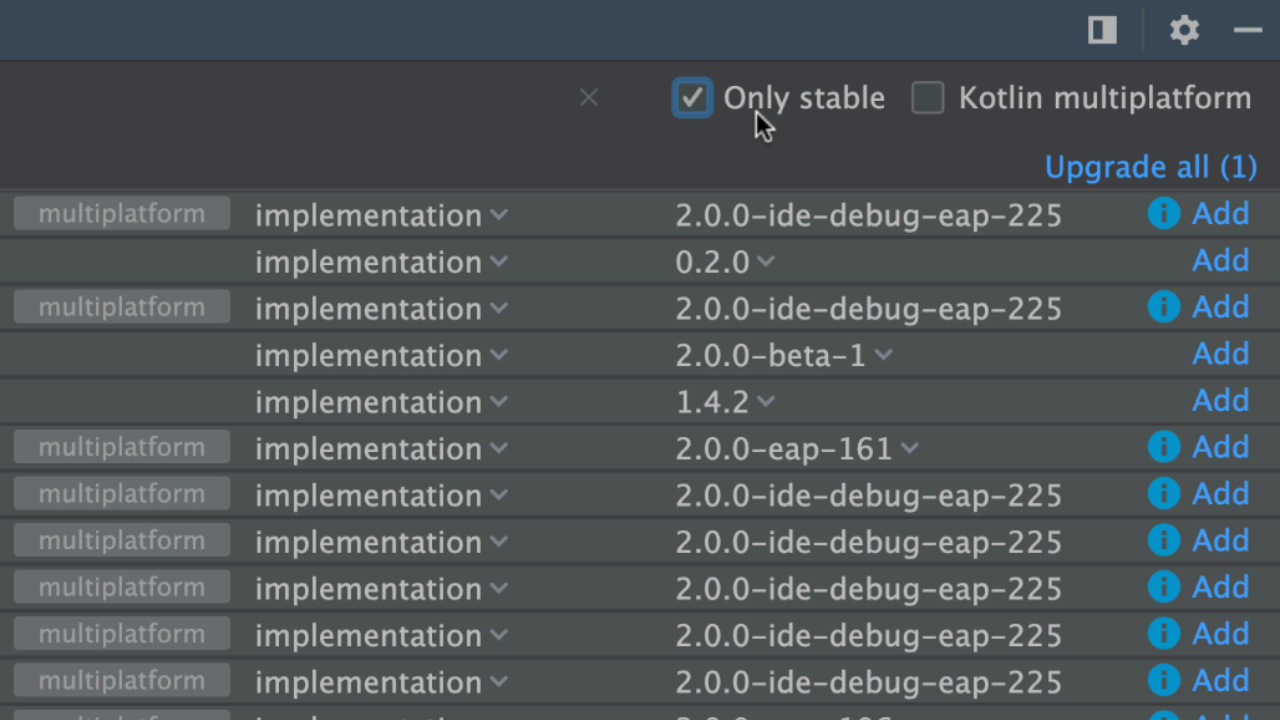 Only stable Kotlin multiplatform
Upgrade all (1)
multiplatform implementation 2.0.0-ide-debug-eap-225 Add
implementation 0.2.0 Add
multiplatform implementation 2.0.0-ide-debug-eap-225 Add
implementation 2.0.0-beta-1 Add
implementation 1.4.2 Add
multiplatform implementation 2.0.0-eap-161 Add
multiplatform implementation 2.0.0-ide-debug-eap-225 Add
multiplatform implementation 2.0.0-ide-debug-eap-225 Add
multiplatform implementation 2.0.0-ide-debug-eap-225 Add
multiplatform implementation 2.0.0-ide-debug-eap-225 Add
multiplatform implementation 2.0.0-ide-debug-eap-225 Add